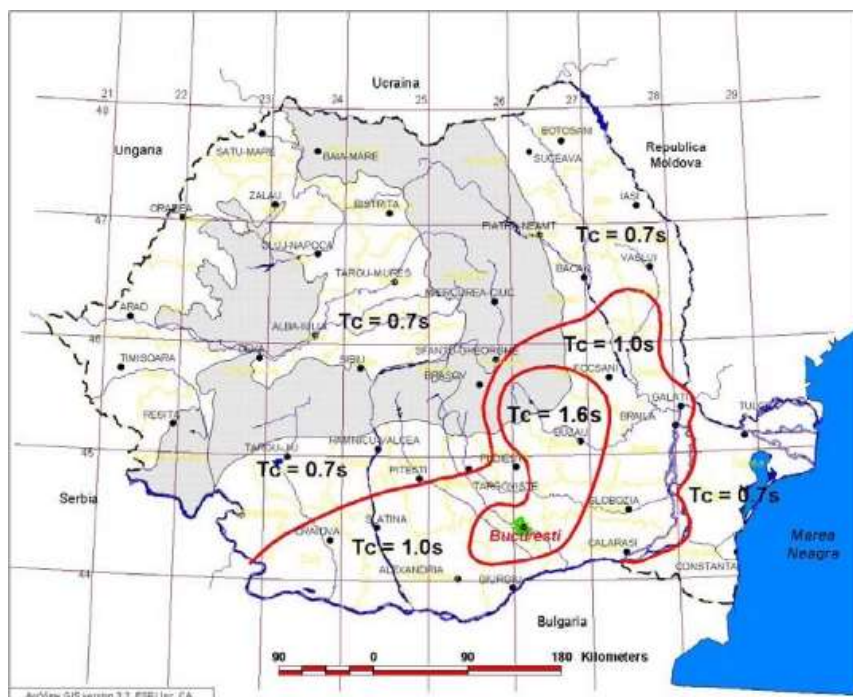 Ucraina
22
23
24
25
26
27
28
29
21
BOTOSANI
SATU-MARE
Republica
Moldova
Ungaria
BAIA-MARE
SUCEAVA
ZALAU
IASI
ORADEA
BISTRITA
47
PIATRA-NEAMT
Tc = 0.7s
CLUJ-NAPOCA
VASLUI
TARGU-MURES
BACAU
MIERCUREA-CIUC
ARAD
46
ALBA-IULIA
Tc = 0.7s
Tc = 1.0s
TIMISOARA
DEVA
SIBIU
SFANTU-GHEORGHE
FOCSANI
BRASOV
GALATI
Tc = 1.6s
TULCEA
RESITA
BRAILA
BUZAU
45
TARGU-JIU
RAMNICU-VALCEA
Tc = 0.7s
PLOIESTI
PITESTI
TARGOVISTE
Tc = 0.7s
Serbia
SLOBOZIA
SLATINA
CRAIOVA
Bucuresti
Marea
Neagra
Tc = 1.0s
CALARASI
CONSTANTA
44
ALEXANDRIA
GIURGIU
Bulgaria
90 0 90 180 Kilometers